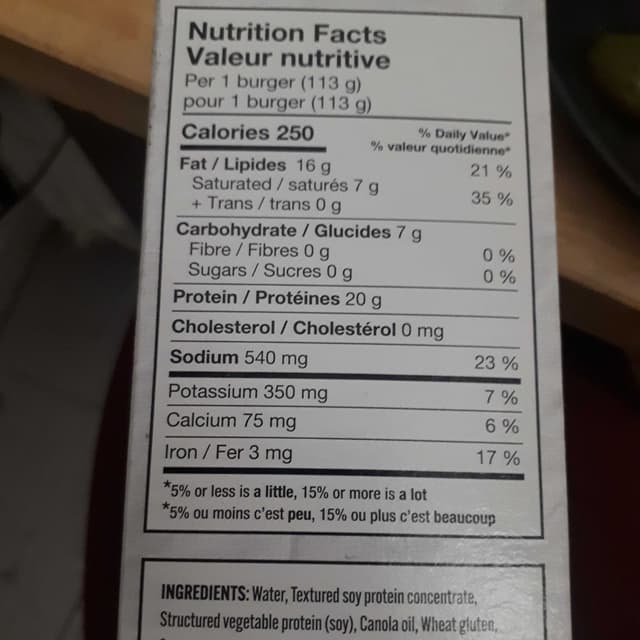 Nutrition Facts
Valeur nutritive
Per 1 burger (113 g)
pour 1 burger (113 g)
Calories 250
% Daily Value*
% valeur quotidienne*
Fat / Lipides 16 g 21 %
Saturated / saturés 7 g
+ Trans / trans 0 g 35 %
Carbohydrate / Glucides 7 g
Fibre / Fibres 0 g 0 %
Sugars / Sucres 0 g 0 %
Protein / Protéines 20 g
Cholesterol / Cholestérol 0 mg
Sodium 540 mg 23 %
Potassium 350 mg 7 %
Calcium 75 mg 6 %
Iron / Fer 3 mg 17 %
*5% or less is a little, 15% or more is a lot
*5% ou moins c'est peu, 15% ou plus c'est beaucoup
INGREDIENTS: Water, Textured soy protein concentrate,
Structured vegetable protein (soy), Canola oil, Wheat gluten,